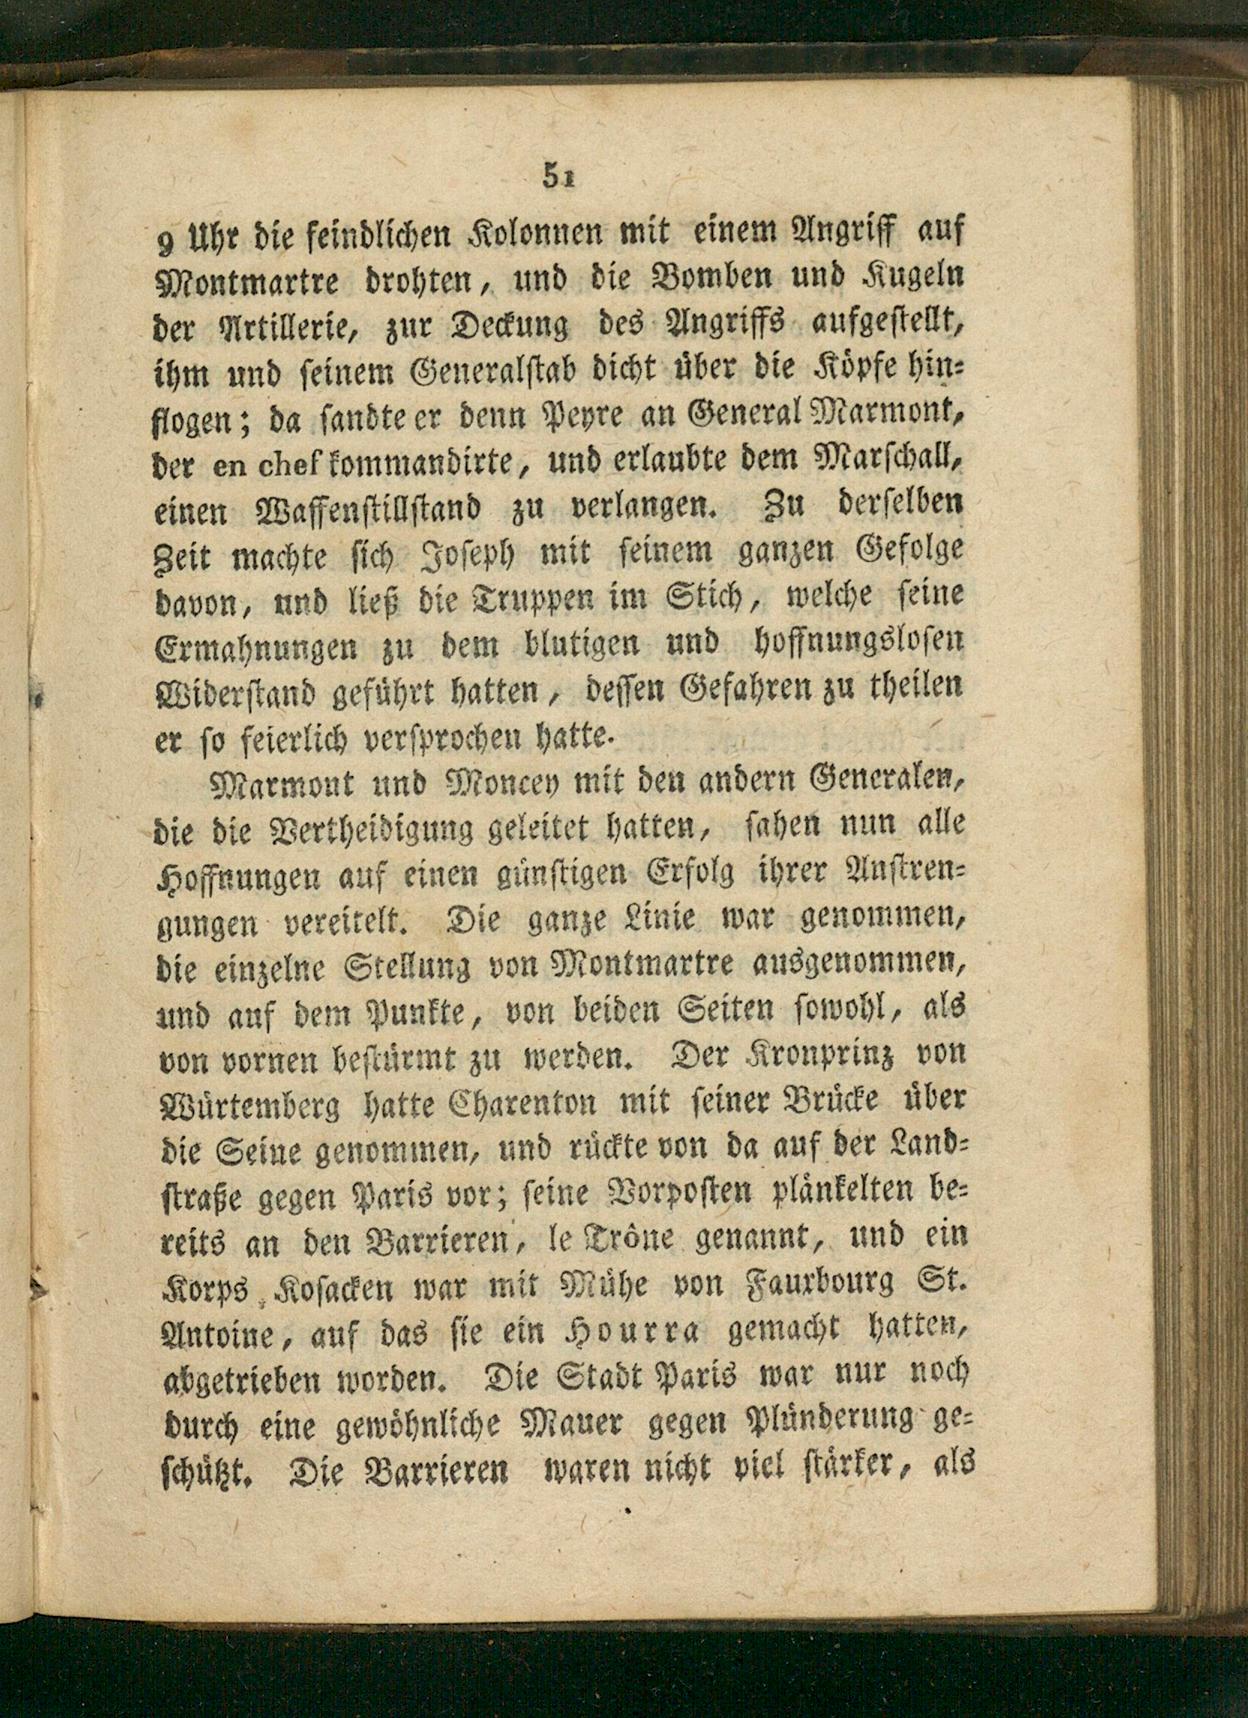 51
9 Uhr die feindlichen Kolonnen mit einem Angriff auf
Montmartre drohten, und die Bomben und Kugeln
der Artillerie, zur Deckung des Angriffs aufgestellt,
ihm und seinem Generalstab dicht über die Köpfe hin-
flogen; da sandte er denn Peyre an General Marmont,
der en chef kommandirte, und erlaubte dem Marschall,
einen Waffenstillstand zu verlangen. Zu derselben
Zeit machte sich Joseph mit seinem ganzen Gefolge
davon, und ließ die Truppen im Stich, welche seine
Ermahnungen zu dem blutigen und hoffnungslosen
Widerstand geführt hatten, dessen Gefahren zu theilen
er so feierlich versprochen hatte.
Marmont und Moncey mit den andern Generalen,
die die Vertheidigung geleitet hatten, sahen nun alle
Hoffnungen auf einen günstigen Erfolg ihrer Anstren-
gungen vereitelt. Die ganze Linie war genommen,
die einzelne Stellung von Montmartre ausgenommen,
und auf dem Punkte, von beiden Seiten sowohl, als
von vornen bestürmt zu werden. Der Kronprinz von
Würtemberg hatte Charenton mit seiner Brücke über
die Seine genommen, und rückte von da auf der Land-
straße gegen Paris vor; seine Vorposten plänkelten be-
reits an den Barrieren, le Trône genannt, und ein
Korps Kosacken war mit Mühe von Fauxbourg St.
Antoine, auf das sie ein Hourra gemacht hatten,
abgetrieben worden. Die Stadt Paris war nur noch
durch eine gewöhnliche Mauer gegen Plünderung ge-
schützt. Die Barrieren waren nicht viel stärker, als